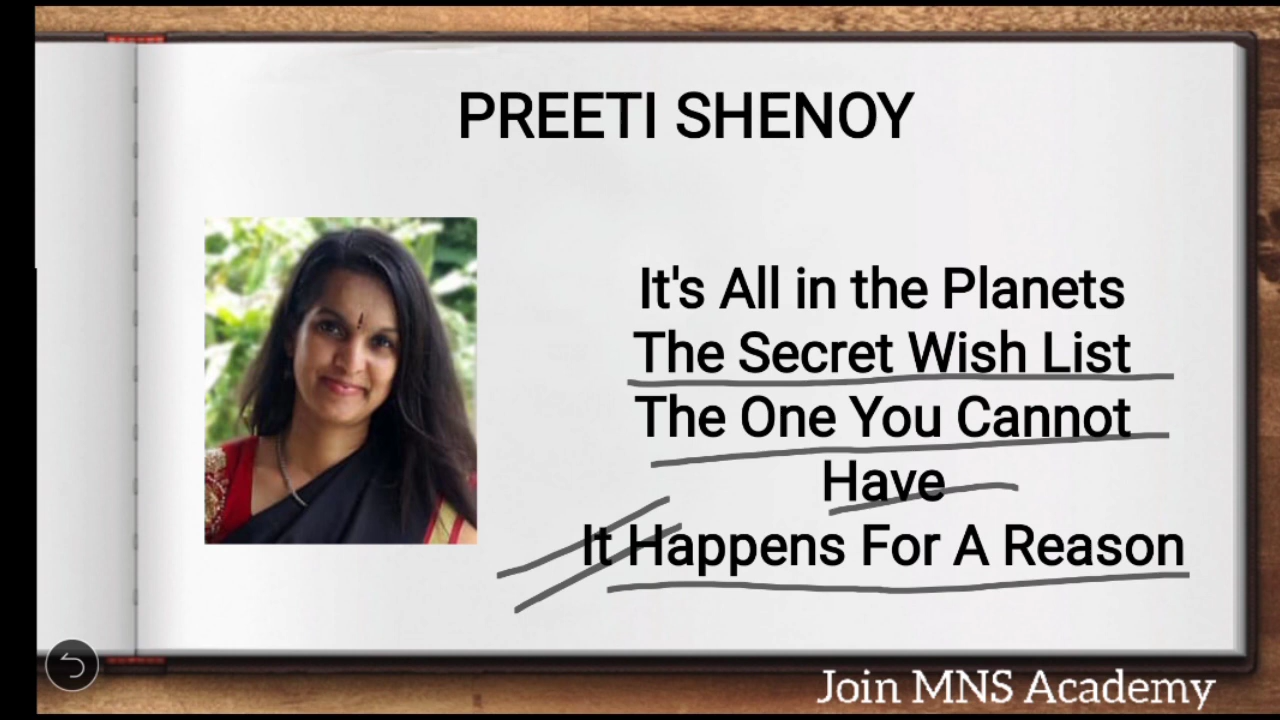 PREETI SHENOY
It's All in the Planets
The Secret Wish List
The One You Cannot
Have
It Happens For A Reason
Join MNS Academy